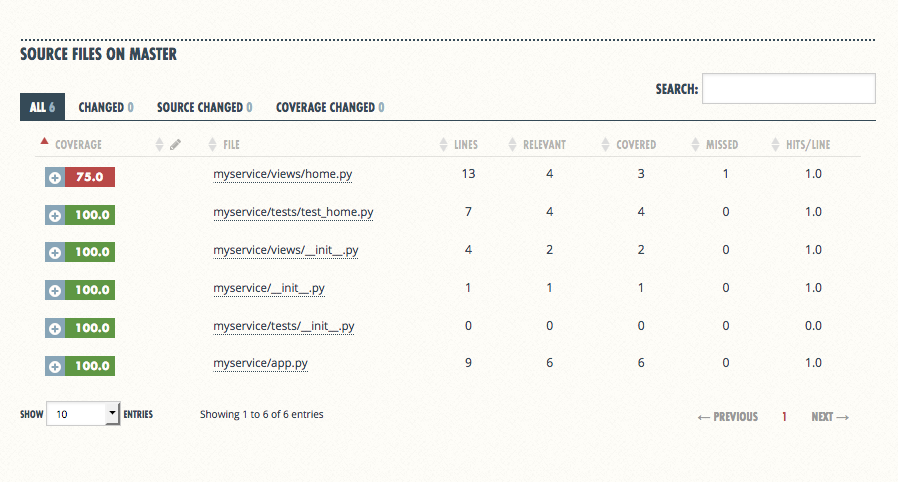 SOURCE FILES ON MASTER
SEARCH:
ALL 6 CHANGED 0 SOURCE CHANGED 0 COVERAGE CHANGED 0
COVERAGE FILE LINES RELEVANT COVERED MISSED HITS/LINE
75.0 myservice/views/home.py 13 4 3 1 1.0
100.0 myservice/tests/test_home.py 7 4 4 0 1.0
100.0 myservice/views/__init__.py 4 2 2 0 1.0
100.0 myservice/__init__.py 1 1 1 0 1.0
100.0 myservice/tests/__init__.py 0 0 0 0 0.0
100.0 myservice/app.py 9 6 6 0 1.0
SHOW 10 ENTRIES Showing 1 to 6 of 6 entries ← PREVIOUS 1 NEXT →